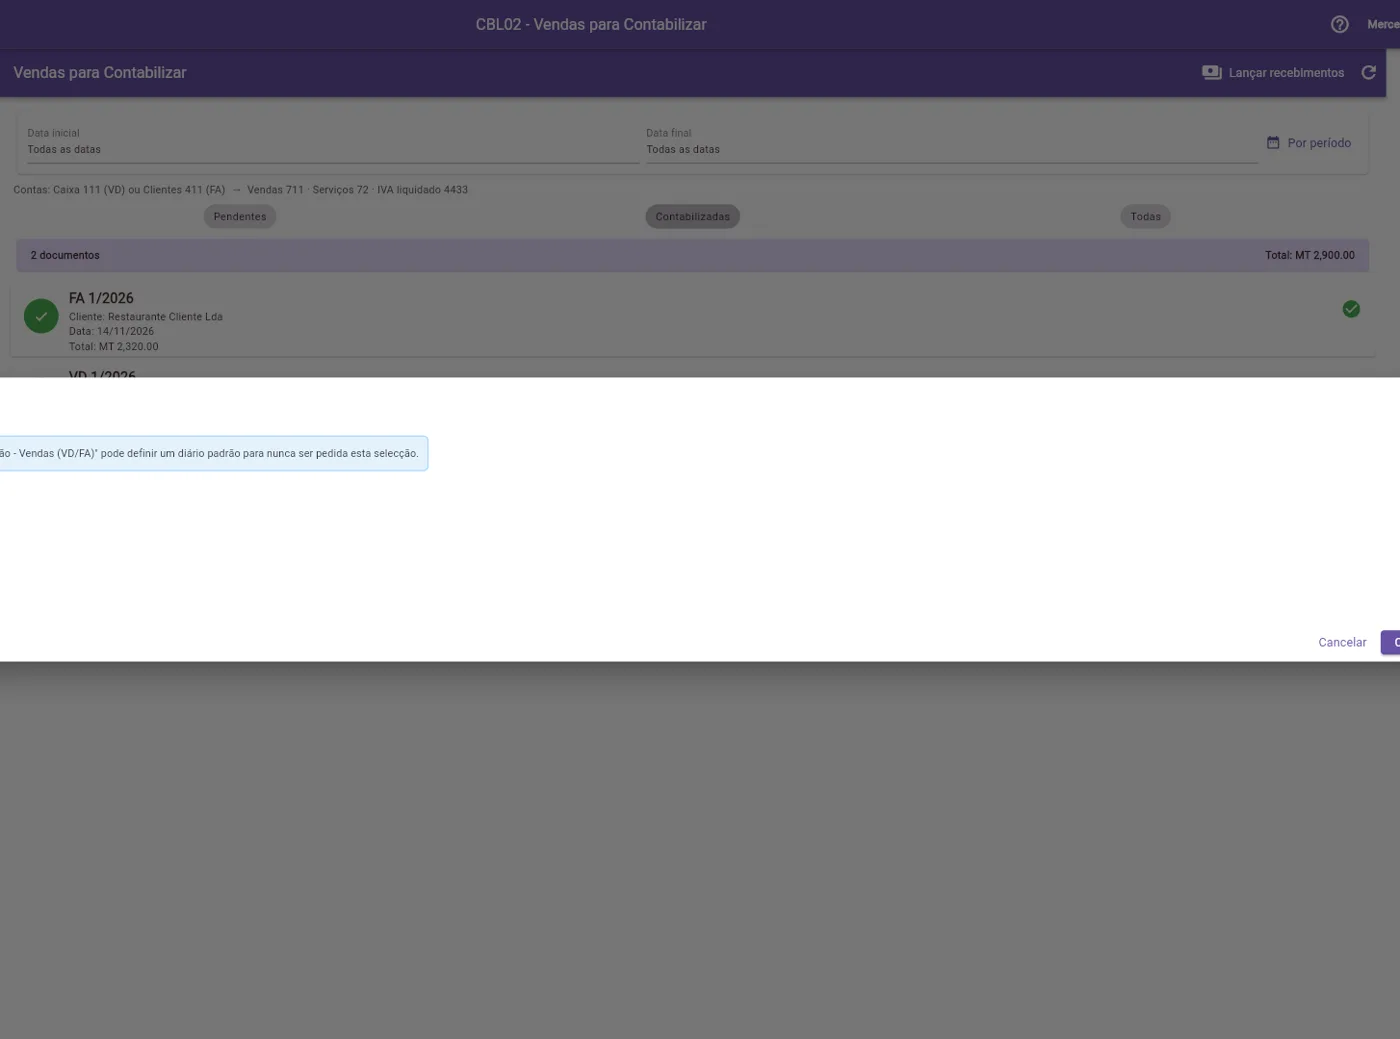 CBL02 - Vendas para Contabilizar
Merce
Vendas para Contabilizar
Lançar recebimentos
Data inicial
Todas as datas
Data final
Todas as datas
Por período
Contas: Caixa 111 (VD) ou Clientes 411 (FA) → Vendas 711 · Serviços 72 · IVA liquidado 4433
Pendentes
Contabilizadas
Todas
2 documentos
Total: MT 2,900.00
FA 1/2026
Cliente: Restaurante Cliente Lda
Data: 14/11/2026
Total: MT 2,320.00
VD 1/2026
ão - Vendas (VD/FA)" pode definir um diário padrão para nunca ser pedida esta selecção.
Cancelar